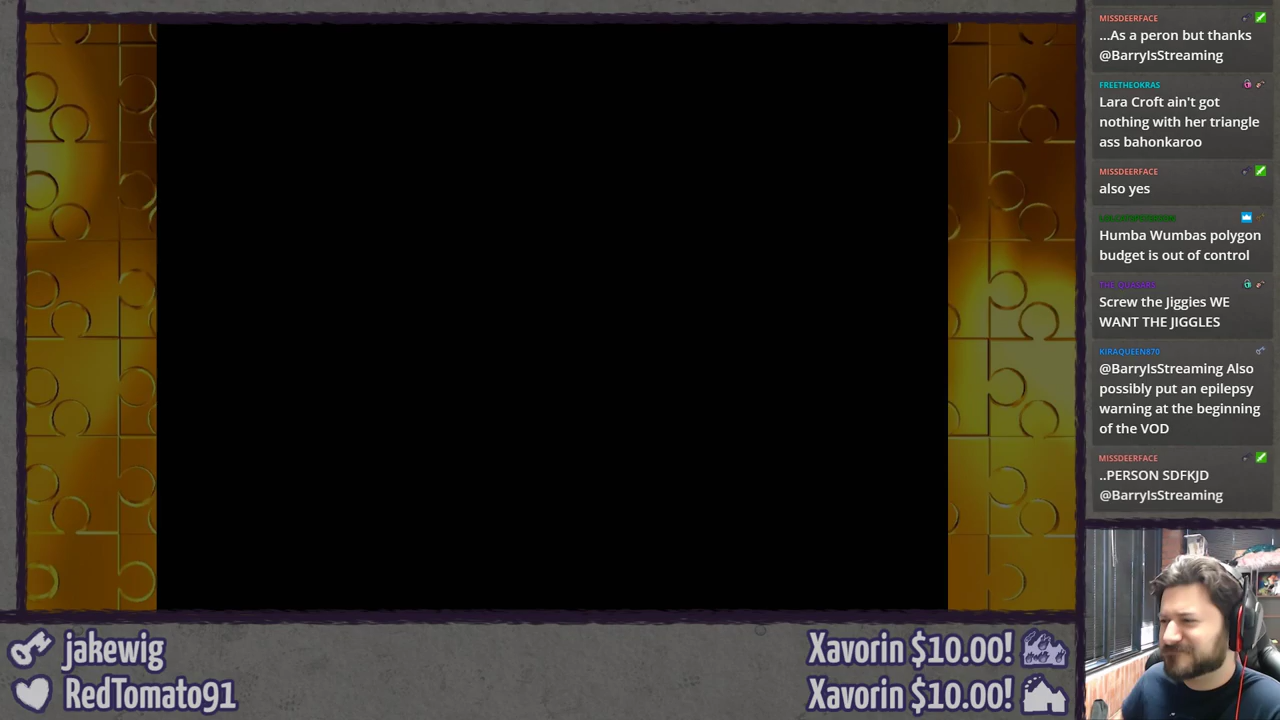 MISSDEERFACE
...As a peron but thanks
@BarryIsStreaming
FREETHEOKRAS
Lara Croft ain't got
nothing with her triangle
ass bahonkaroo
MISSDEERFACE
also yes
Humba Wumbas polygon
budget is out of control
THE_QUASARS
Screw the Jiggies WE
WANT THE JIGGLES
KIRAQUEEN870
@BarryIsStreaming Also
possibly put an epilepsy
warning at the beginning
of the VOD
MISSDEERFACE
..PERSON SDFKJD
@BarryIsStreaming
jakewig
RedTomato91
Xavorin $10.00!
Xavorin $10.00!